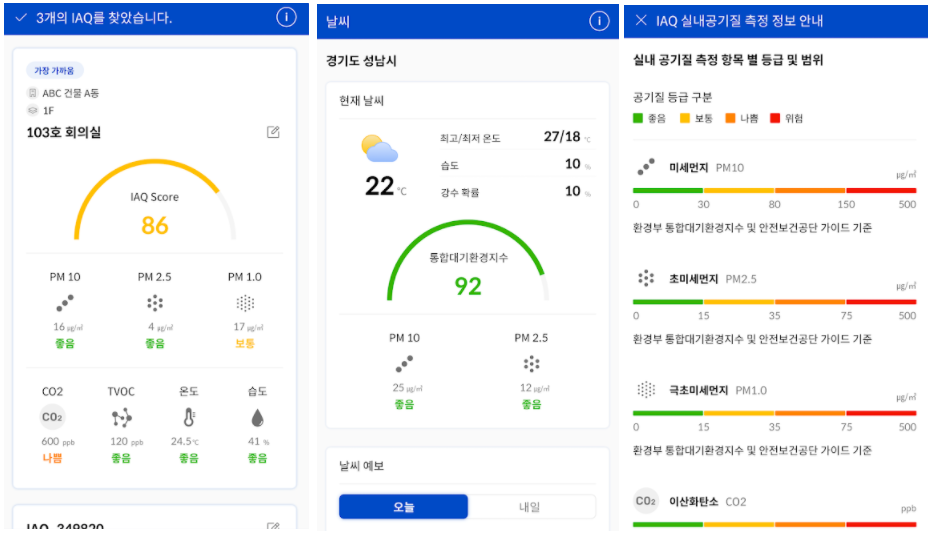 3개의 IAQ를 찾았습니다.
가장 가까움
ABC 건물 A동
1F
103호 회의실
IAQ Score
86
PM 10 PM 2.5 PM 1.0
16 µg/㎥ 4 µg/㎥ 17 µg/㎥
좋음 좋음 보통
CO2 TVOC 온도 습도
CO2
600 ppb 120 ppb 24.5℃ 41 %
나쁨 좋음 좋음 좋음
IAQ_349820
날씨
경기도 성남시
현재 날씨
최고/최저 온도 27/18 ℃
습도 10 %
22 ℃
강수 확률 10 %
통합대기환경지수
92
PM 10 PM 2.5
25 µg/㎥ 12 µg/㎥
좋음 좋음
날씨 예보
오늘 내일
IAQ 실내공기질 측정 정보 안내
실내 공기질 측정 항목 별 등급 및 범위
공기질 등급 구분
좋음 보통 나쁨 위험
미세먼지 PM10 µg/㎥
0 30 80 150 500
환경부 통합대기환경지수 및 안전보건공단 가이드 기준
초미세먼지 PM2.5 µg/㎥
0 15 35 75 500
환경부 통합대기환경지수 및 안전보건공단 가이드 기준
극초미세먼지 PM1.0 µg/㎥
0 15 35 75 500
환경부 통합대기환경지수 및 안전보건공단 가이드 기준
CO2 이산화탄소 CO2 ppb